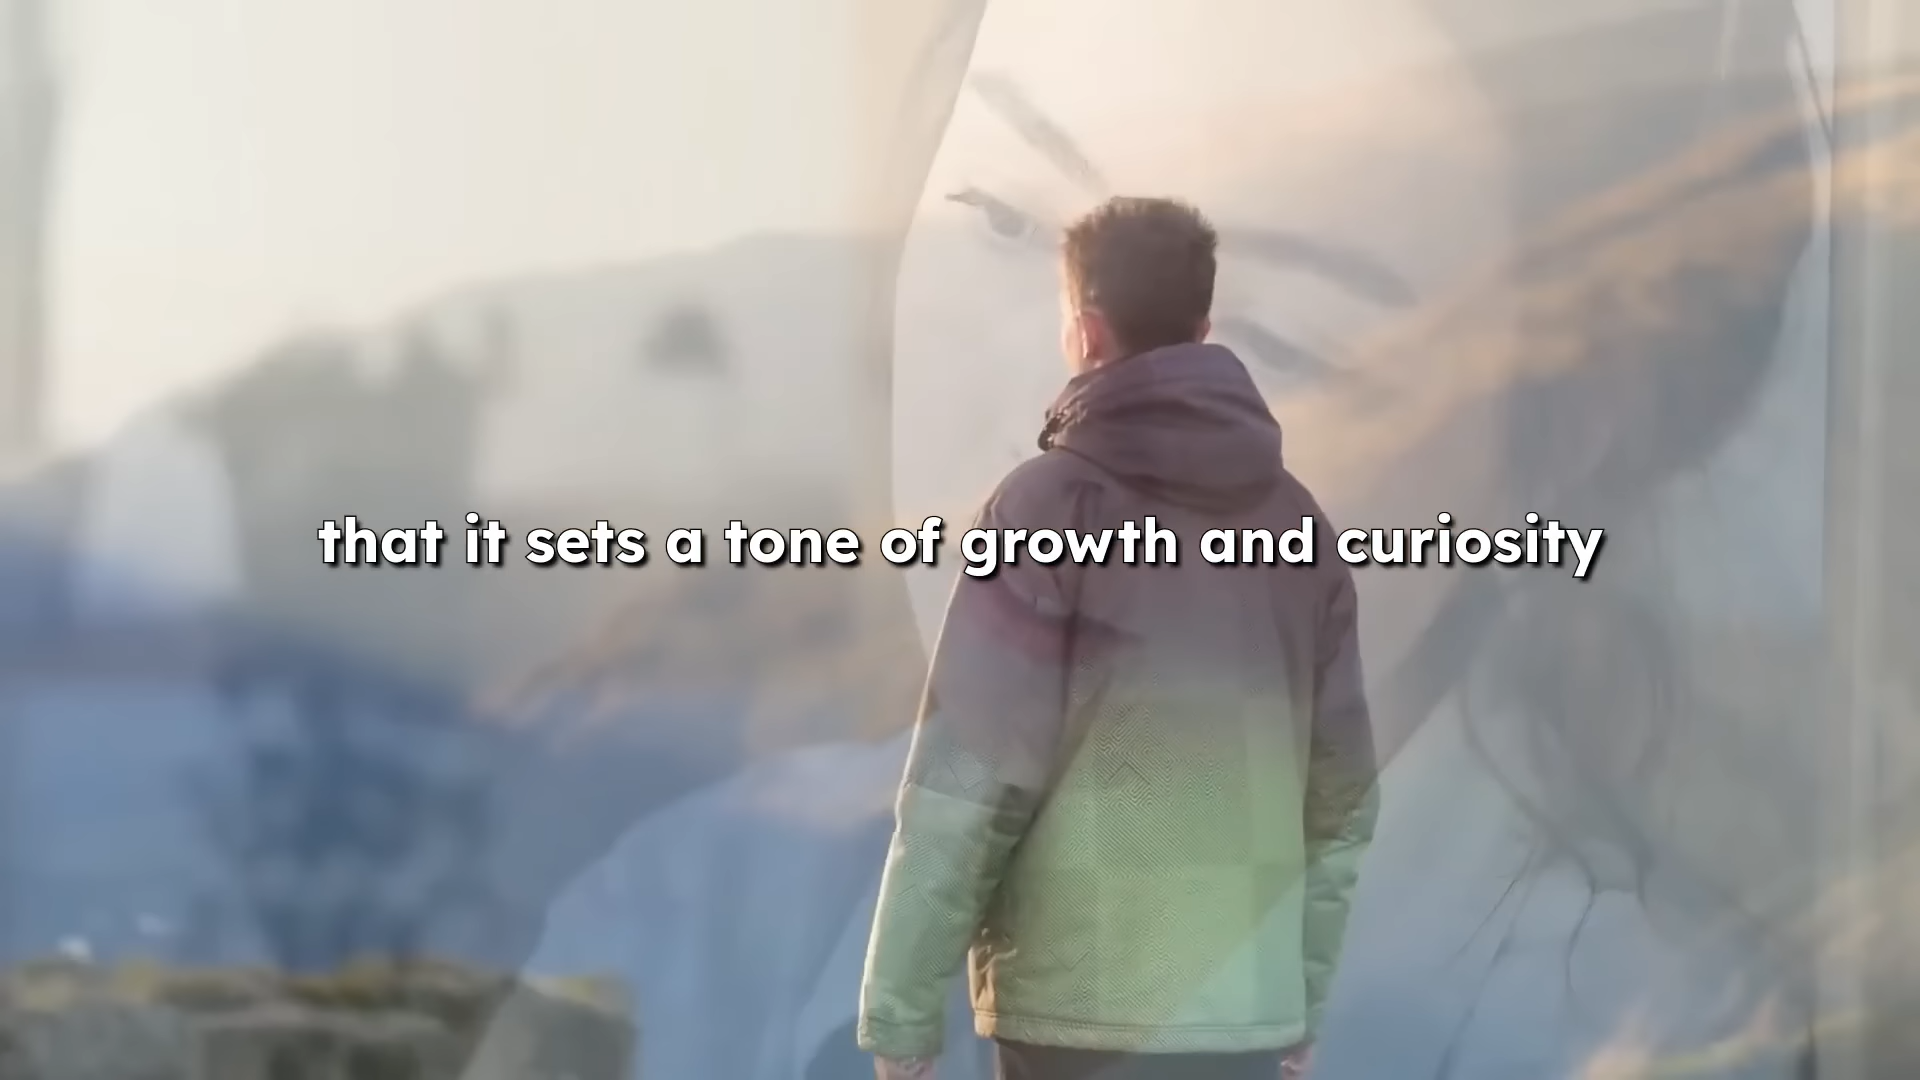 that it sets a tone of growth and curiosity